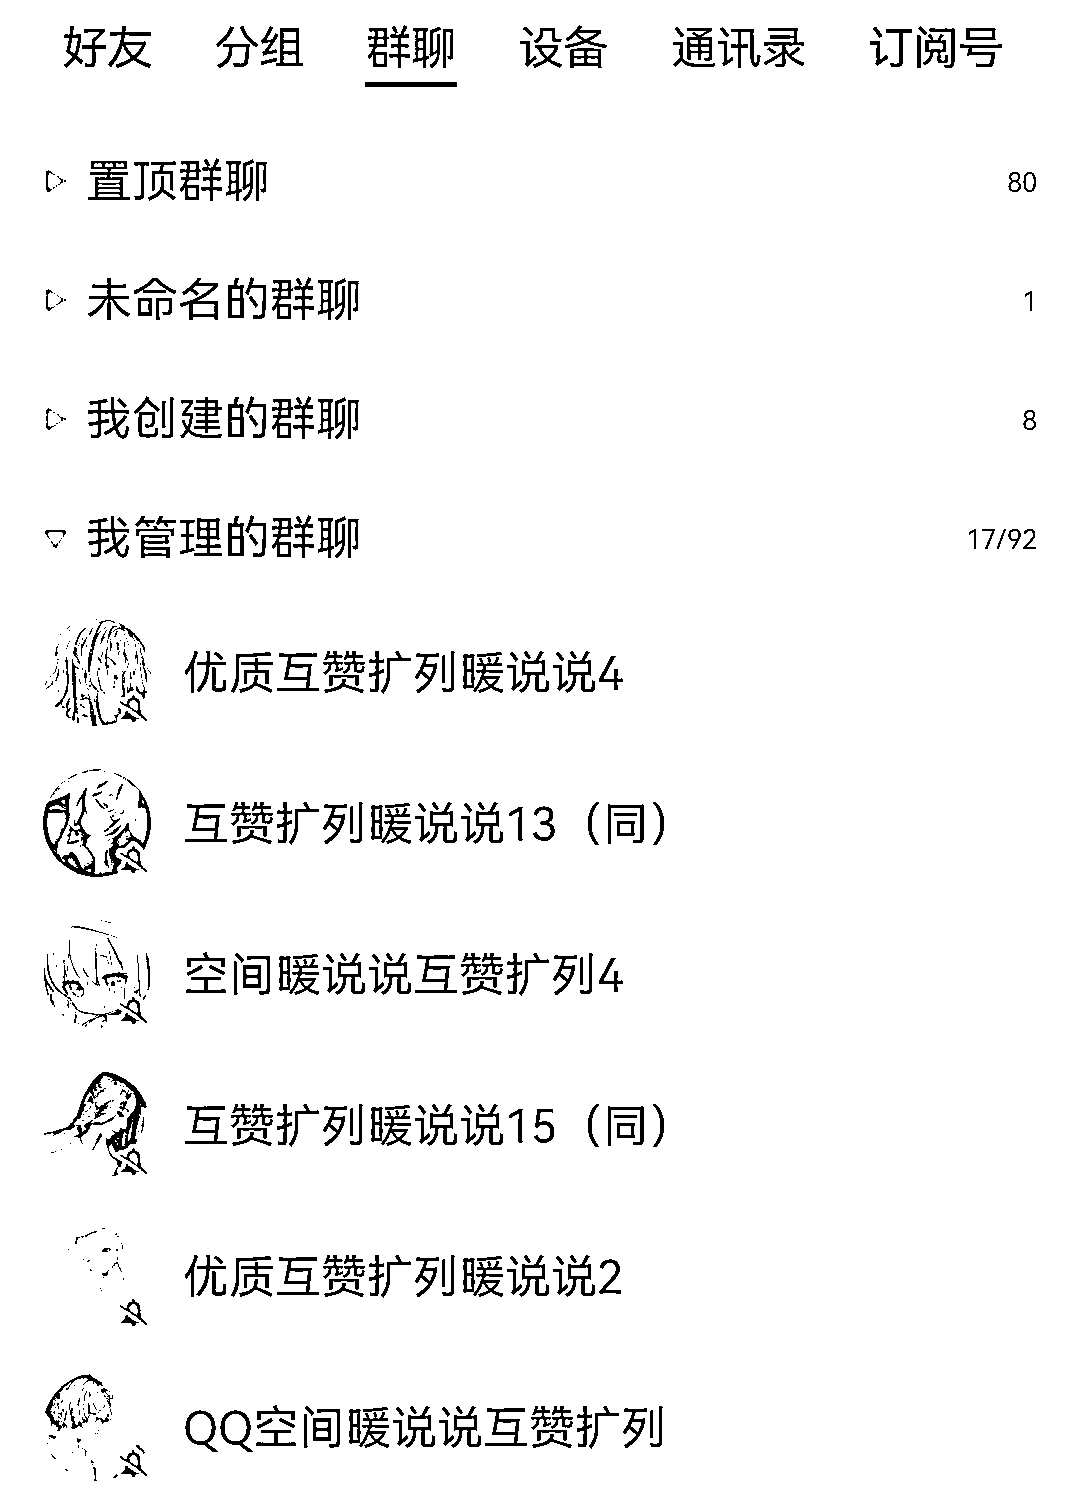 好友 分组 群聊 设备 通讯录 订阅号
置顶群聊 80
未命名的群聊 1
我创建的群聊 8
我管理的群聊 17/92
优质互赞扩列暖说说4
互赞扩列暖说说13（同）
空间暖说说互赞扩列4
互赞扩列暖说说15（同）
优质互赞扩列暖说说2
QQ空间暖说说互赞扩列